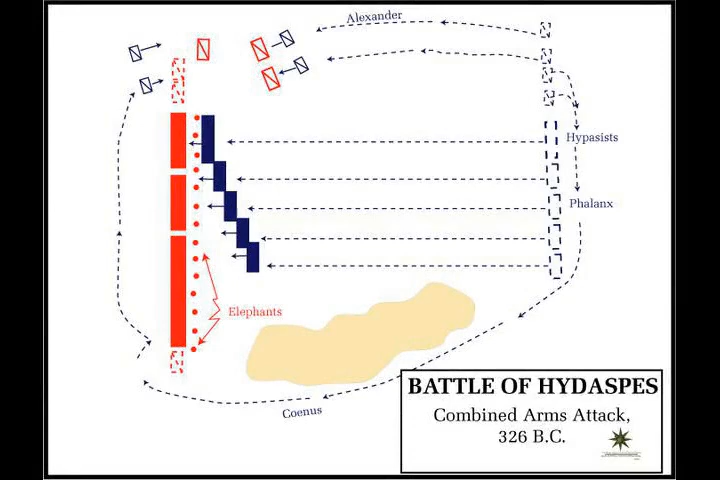 Alexander
Hypasists
Phalanx
Elephants
Coenus
BATTLE OF HYDASPES
Combined Arms Attack,
326 B.C.